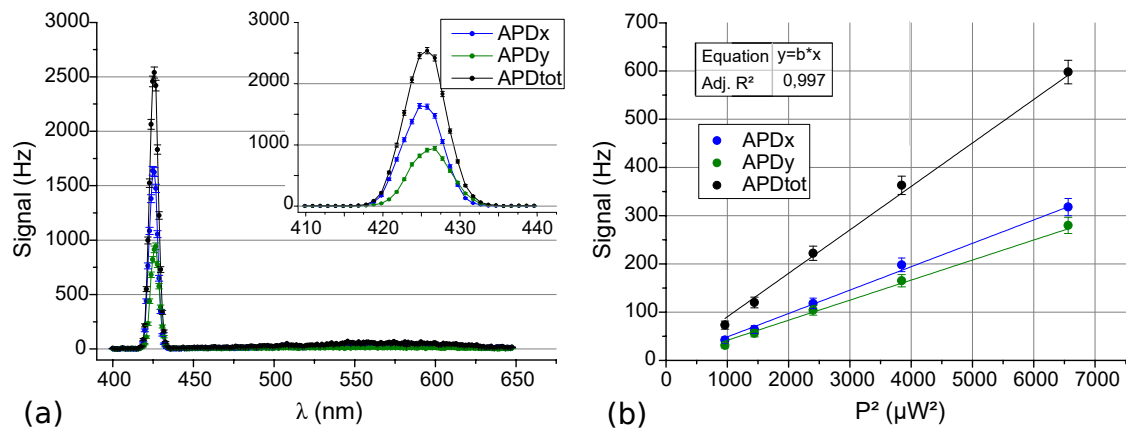 3000
2500
2000
1500
1000
500
0
400 450 500 550 600 650
Signal (Hz)
λ (nm)
(a)
3000
2000
1000
0
410 420 430 440
APDx
APDy
APDtot
700
600
500
400
300
200
100
0
0 1000 2000 3000 4000 5000 6000 7000
Signal (Hz)
P² (µW²)
(b)
Equation y=b*x
Adj. R² 0,997
APDx
APDy
APDtot